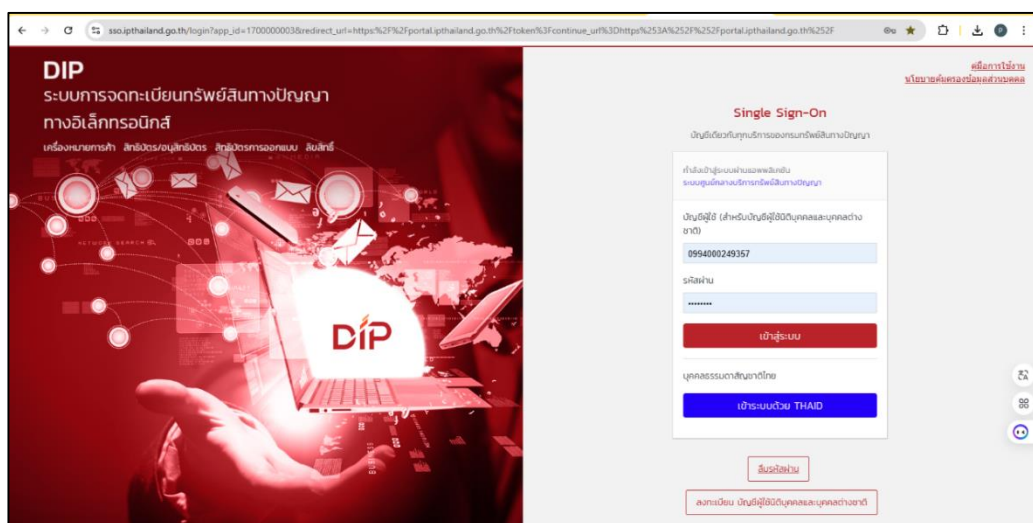 sso.ipthailand.go.th/login?app_id=1700000003&redirect_url=https:%2F%2Fportal.ipthailand.go.th%2Ftoken%3Fcontinue_url%3Dhttps%253A%252F%252Fportal.ipthailand.go.th%252F
DIP
ระบบการจดทะเบียนทรัพย์สินทางปัญญา
ทางอิเล็กทรอนิกส์
เครื่องหมายการค้า สิทธิบัตร/อนุสิทธิบัตร สิทธิบัตรการออกแบบ ลิขสิทธิ์
NETWORK SEARCH
DIP
BUSINESS
คู่มือการใช้งาน
นโยบายคุ้มครองข้อมูลส่วนบุคคล
Single Sign-On
บัญชีเดียวกับทุกบริการของกรมทรัพย์สินทางปัญญา
กำลังเข้าสู่ระบบผ่านแอพพลิเคชัน
ระบบศูนย์กลางบริการทรัพย์สินทางปัญญา
บัญชีผู้ใช้ (สำหรับบัญชีผู้ใช้นิติบุคคลและบุคคลต่าง
ชาติ)
0994000249357
รหัสผ่าน
••••••••
เข้าสู่ระบบ
บุคคลธรรมดาสัญชาติไทย
เข้าระบบด้วย THAID
ลืมรหัสผ่าน
ลงทะเบียน บัญชีผู้ใช้นิติบุคคลและบุคคลต่างชาติ